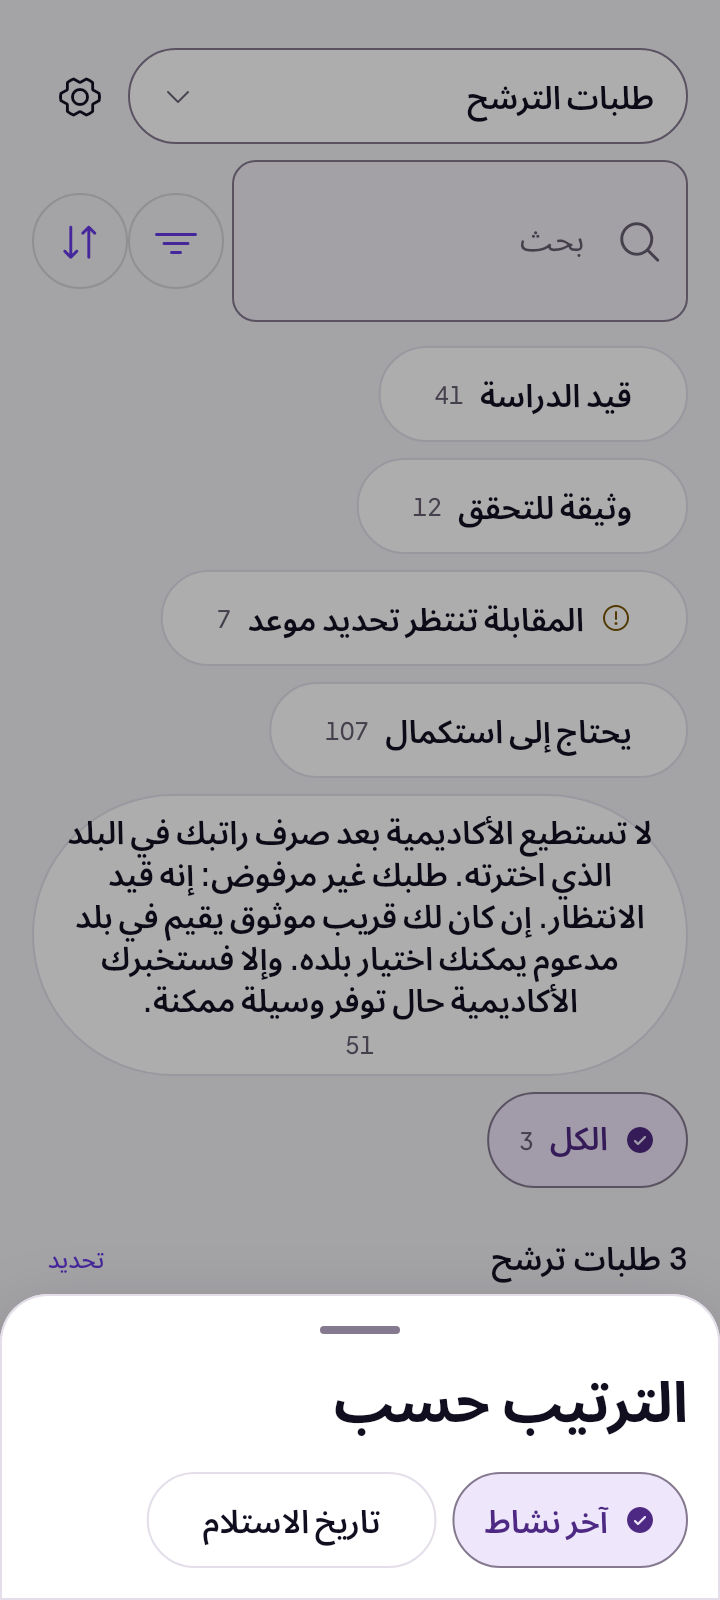 طلبات الترشح
بحث
قيد الدراسة 41
وثيقة للتحقق 12
المقابلة تنتظر تحديد موعد 7
يحتاج إلى استكمال 107
لا تستطيع الأكاديمية بعد صرف راتبك في البلد
الذي اخترته. طلبك غير مرفوض: إنه قيد
الانتظار. إن كان لك قريب موثوق يقيم في بلد
مدعوم يمكنك اختيار بلده. وإلا فستخبرك
الأكاديمية حال توفر وسيلة ممكنة.
51
الكل 3
3 طلبات ترشح
تحديد
الترتيب حسب
آخر نشاط
تاريخ الاستلام